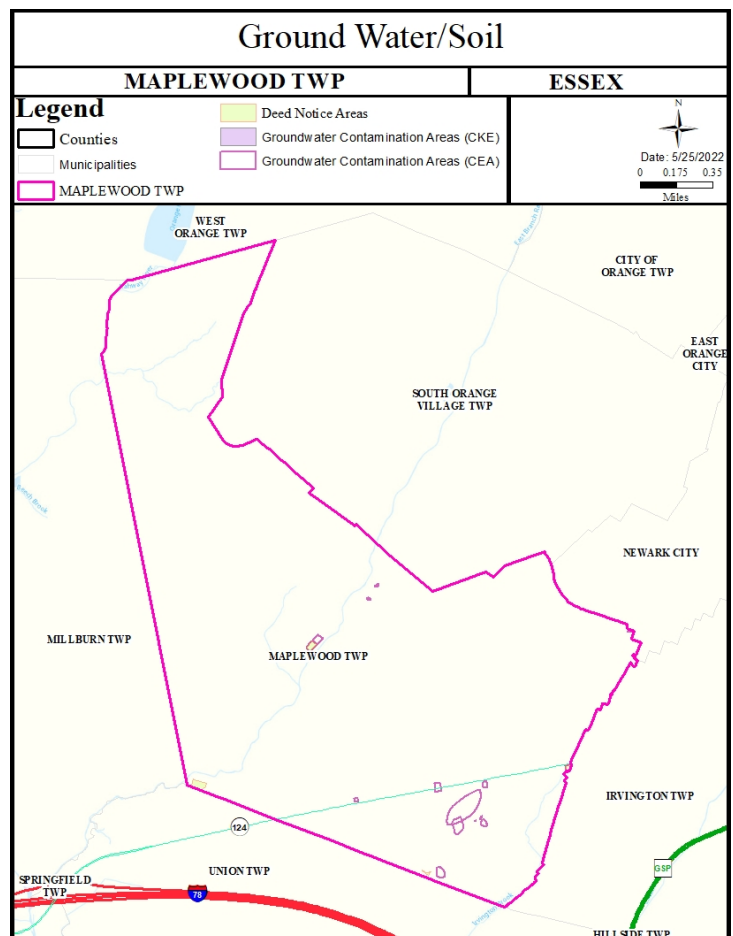 Ground Water/Soil
MAPLEWOOD TWP
ESSEX
Legend
Counties
Municipalities
MAPLEWOOD TWP
Deed Notice Areas
Groundwater Contamination Areas (CKE)
Groundwater Contamination Areas (CEA)
N
Date: 5/25/2022
0 0.175 0.35
Miles
WEST
ORANGE TWP
CITY OF
ORANGE TWP
EAST
ORANGE
CITY
SOUTH ORANGE
VILLAGE TWP
NEWARK CITY
MILLBURN TWP
MAPLEWOOD TWP
IRVINGTON TWP
124
UNION TWP
SPRINGFIELD
TWP
78
GSP
HILLSIDE TWP